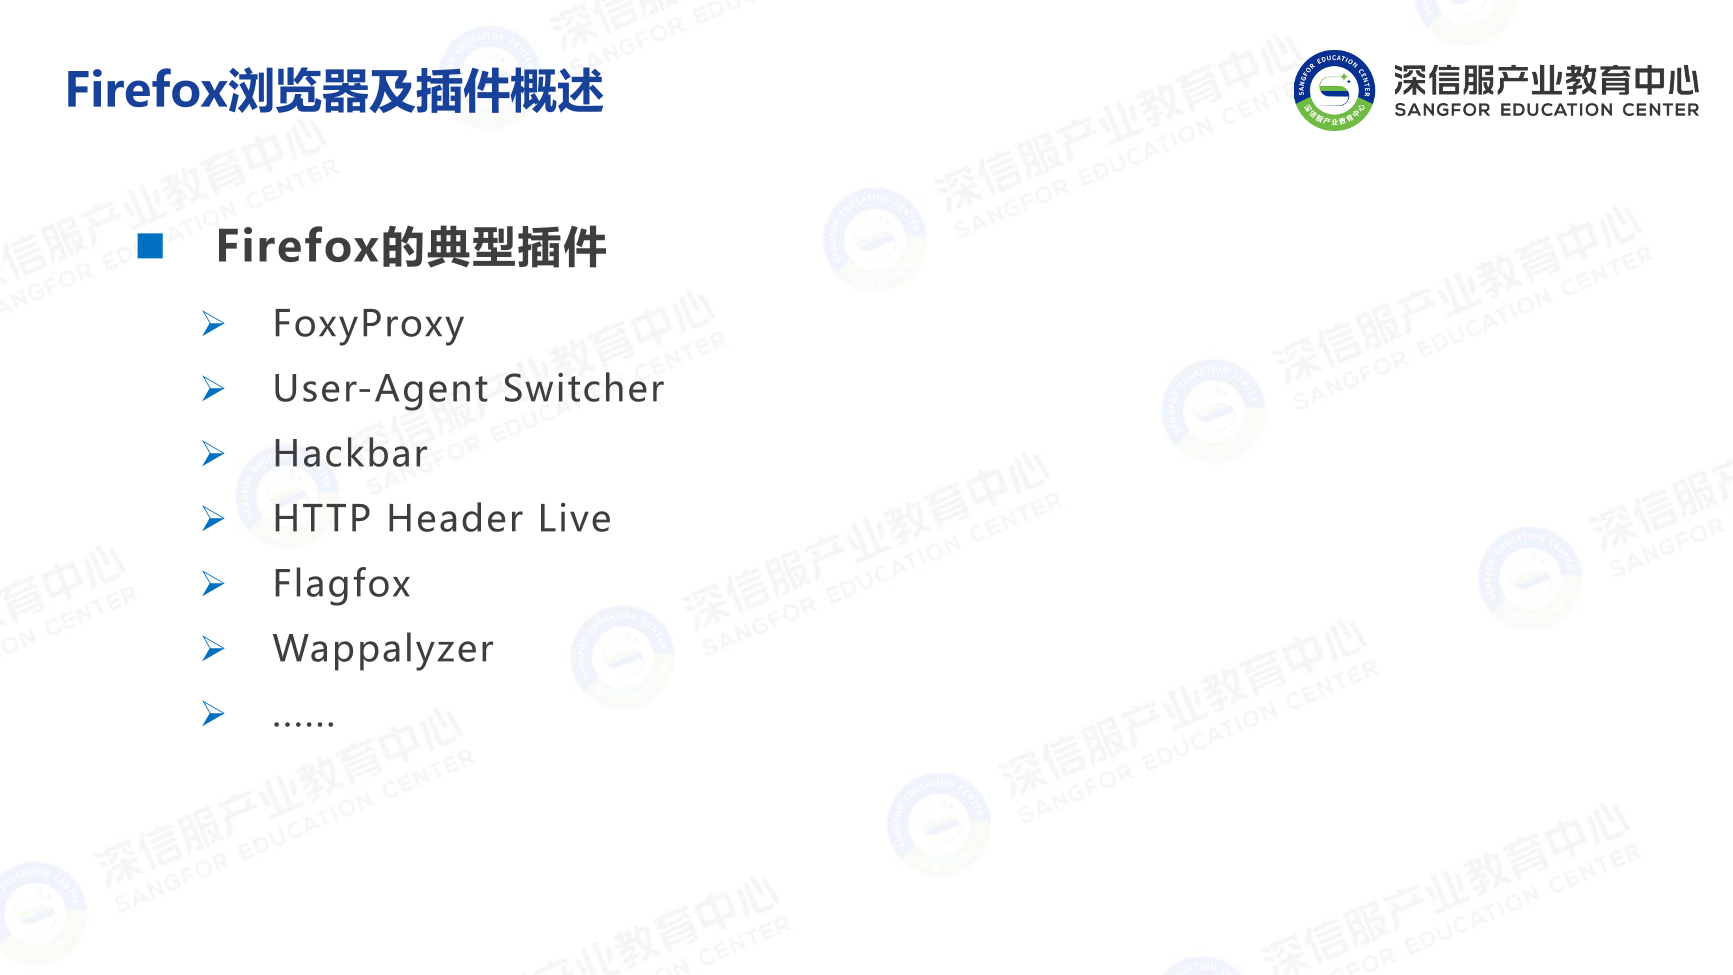 Firefox浏览器及插件概述
深信服产业教育中心
SANGFOR EDUCATION CENTER
Firefox的典型插件
FoxyProxy
User-Agent Switcher
Hackbar
HTTP Header Live
Flagfox
Wappalyzer
......